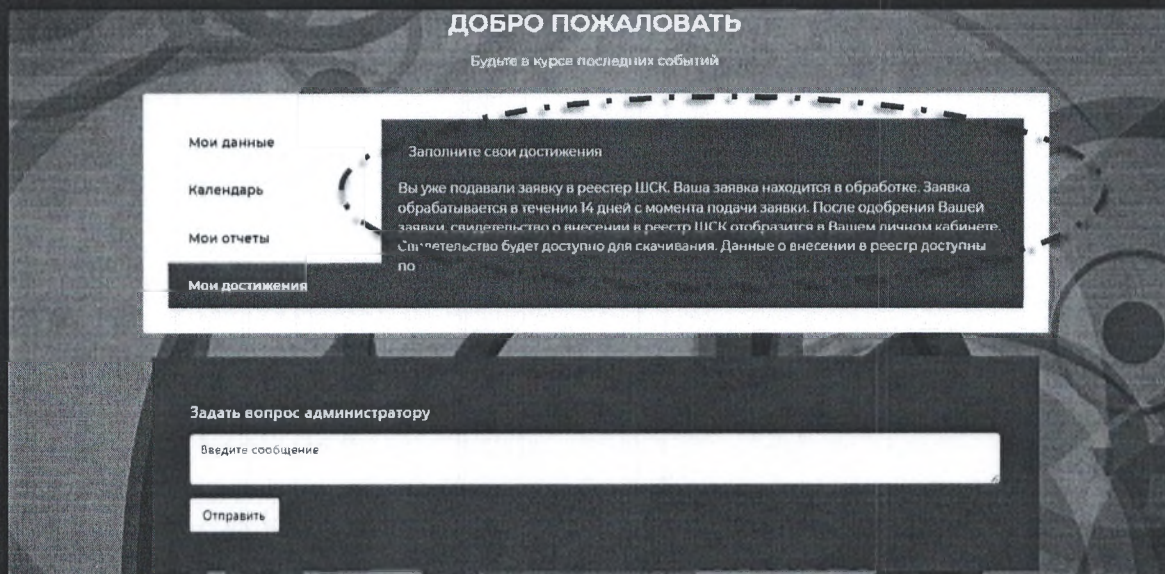 ДОБРО ПОЖАЛОВАТЬ
Будьте в курсе последних событий
Мои данные
Календарь
Мои отчеты
Мои достижения
Заполните свои достижения
Вы уже подавали заявку в реестер ШСК. Ваша заявка находится в обработке. Заявка
обрабатывается в течении 14 дней с момента подачи заявки. После одобрения Вашей
заявки, свидетельство о внесении в реестр ШСК отобразится в Вашем личном кабинете.
Свидетельство будет доступно для скачивания. Данные о внесении в реестр доступны
по
Задать вопрос администратору
Введите сообщение
Отправить